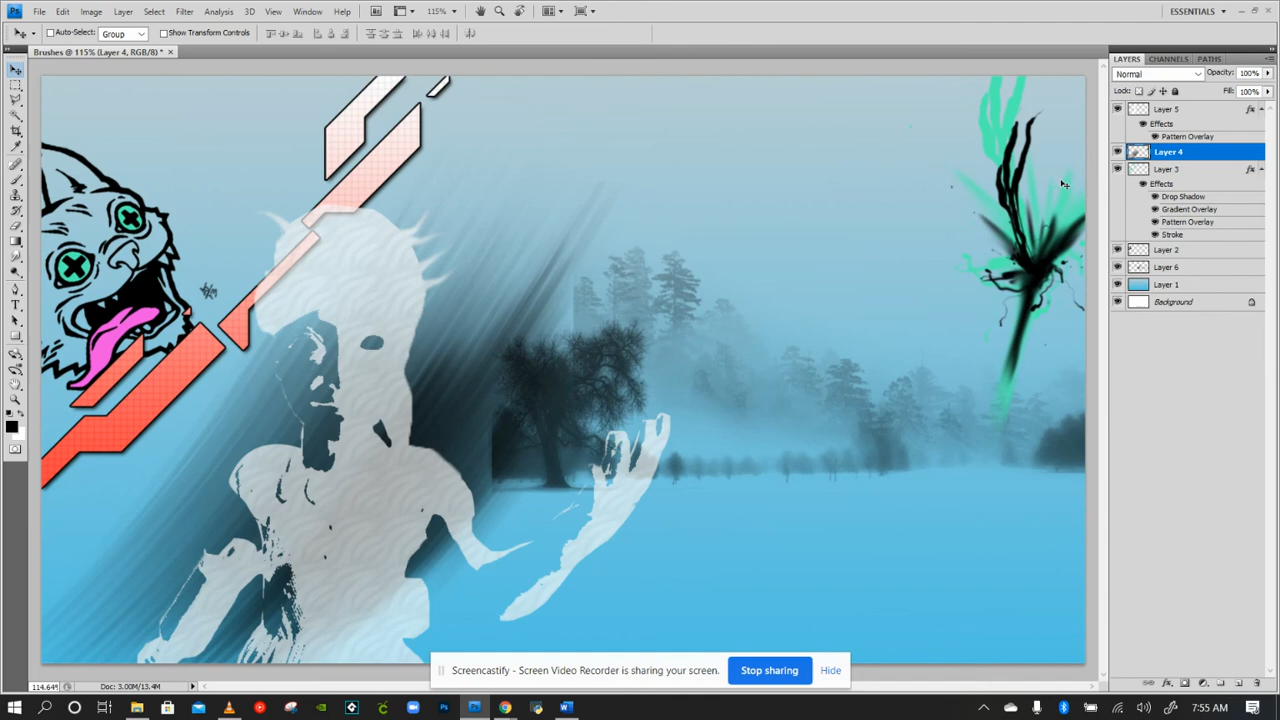 Ps File Edit Image Layer Select Filter Analysis 3D View Window Help 115% ESSENTIALS
Auto-Select: Group Show Transform Controls
Brushes @ 115% (Layer 4, RGB/8) *
LAYERS CHANNELS PATHS
Normal Opacity: 100%
Lock: Fill: 100%
Layer 5 fx
Effects
Pattern Overlay
Layer 4
Layer 3 fx
Effects
Drop Shadow
Gradient Overlay
Pattern Overlay
Stroke
Layer 2
Layer 6
Layer 1
Background
Screencastify - Screen Video Recorder is sharing your screen. Stop sharing Hide
114.64% Doc: 3.00M/13.4M
7:55 AM